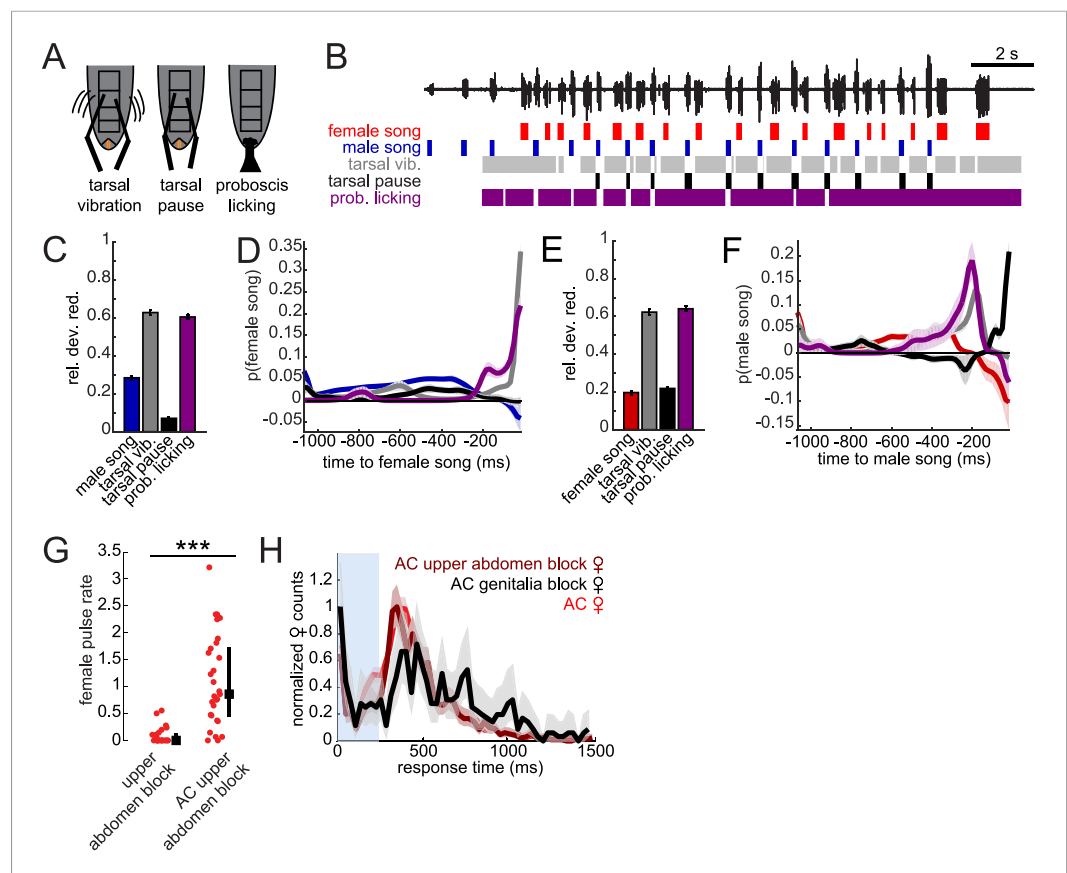 A
tarsal vibration
tarsal pause
proboscis licking
B
2 s
female song
male song
tarsal vib.
tarsal pause
prob. licking
C
rel. dev. red.
1
0.8
0.6
0.4
0.2
0
male song
tarsal vib.
tarsal pause
prob. licking
D
p(female song)
0.35
0.3
0.25
0.2
0.15
0.1
0.05
0
-0.05
-1000 -800 -600 -400 -200
time to female song (ms)
E
rel. dev. red.
1
0.8
0.6
0.4
0.2
0
female song
tarsal vib.
tarsal pause
prob. licking
F
p(male song)
0.2
0.15
0.1
0.05
0
-0.05
-0.1
-0.15
-1000 -800 -600 -400 -200
time to male song (ms)
G
***
female pulse rate
3.5
3
2.5
2
1.5
1
0.5
0
upper abdomen block
AC upper abdomen block
H
AC upper abdomen block ♀
AC genitalia block ♀
AC ♀
normalized ♀ counts
1.2
1
0.8
0.6
0.4
0.2
0
0 500 1000 1500
response time (ms)